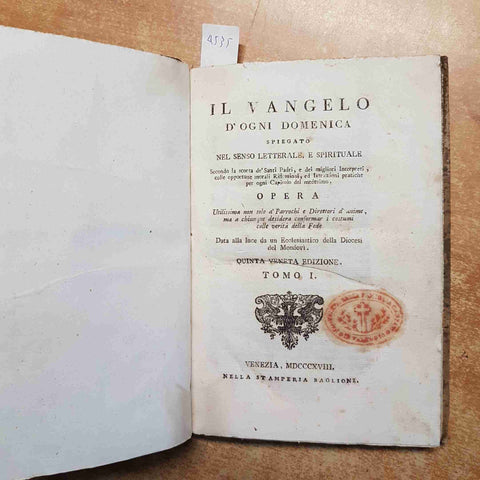 4535
IL VANGELO
D'OGNI DOMENICA
SPIEGATO
NEL SENSO LETTERALE, E SPIRITUALE
Secondo la scorta de' Santi Padri, e dei migliori Interpreti,
colle opportune morali Riflessioni, ed Istruzioni pratiche
per ogni Capitolo del medesimo.
OPERA
Utilissima non solo a' Parrochi e Direttori d'anime,
ma a chiunque desidera conformar i costumi
colle verità della Fede
Data alla luce da un Ecclesiastico della Diocesi
del Mondovì.
QUINTA VENETA EDIZIONE.
TOMO I.
VENEZIA, MDCCCXVIII.
NELLA STAMPERIA BAGLIONI.